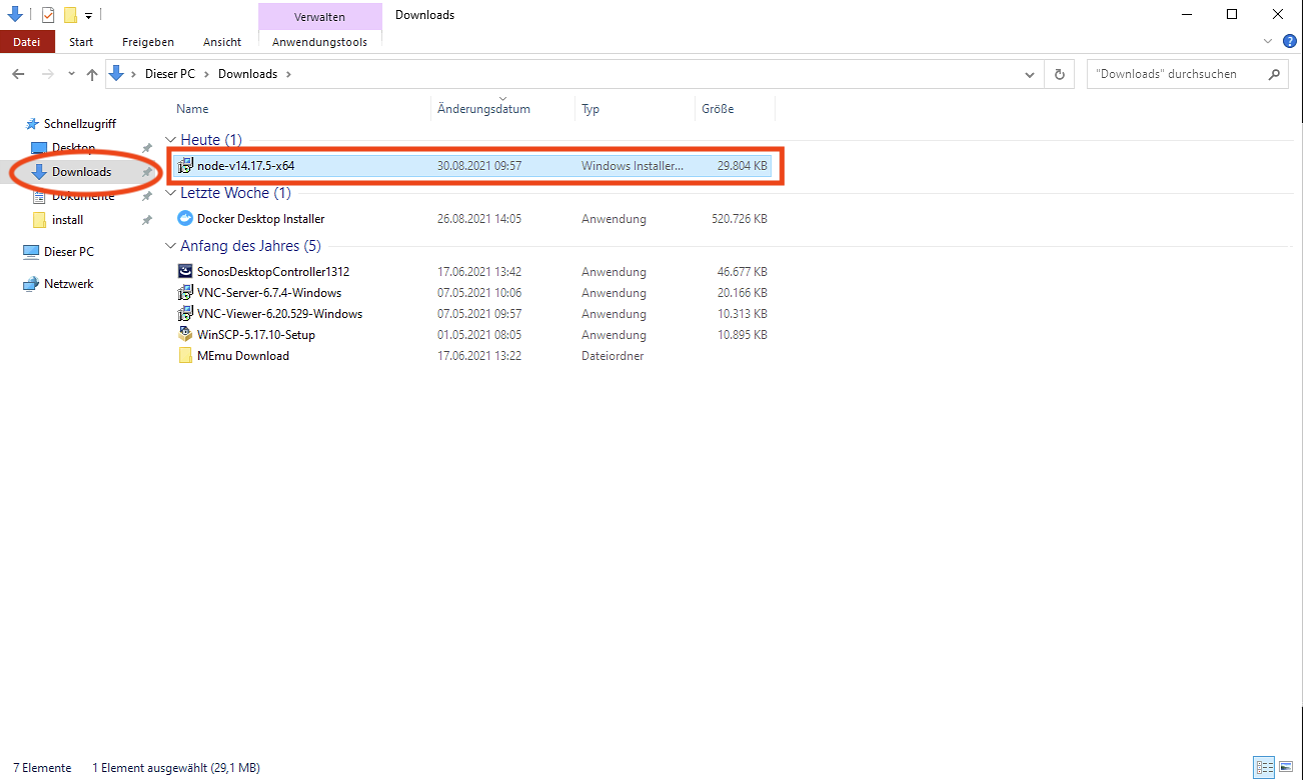 Verwalten
Downloads
Datei
Start
Freigeben
Ansicht
Anwendungstools
Dieser PC > Downloads >
"Downloads" durchsuchen
Name Änderungsdatum Typ Größe
Schnellzugriff
Desktop
Downloads
Dokumente
install
Dieser PC
Netzwerk
Heute (1)
node-v14.17.5-x64 30.08.2021 09:57 Windows Installer... 29.804 KB
Letzte Woche (1)
Docker Desktop Installer 26.08.2021 14:05 Anwendung 520.726 KB
Anfang des Jahres (5)
SonosDesktopController1312 17.06.2021 13:42 Anwendung 46.677 KB
VNC-Server-6.7.4-Windows 07.05.2021 10:06 Anwendung 20.166 KB
VNC-Viewer-6.20.529-Windows 07.05.2021 09:57 Anwendung 10.313 KB
WinSCP-5.17.10-Setup 01.05.2021 08:05 Anwendung 10.895 KB
MEmu Download 17.06.2021 13:22 Dateiordner
7 Elemente 1 Element ausgewählt (29,1 MB)